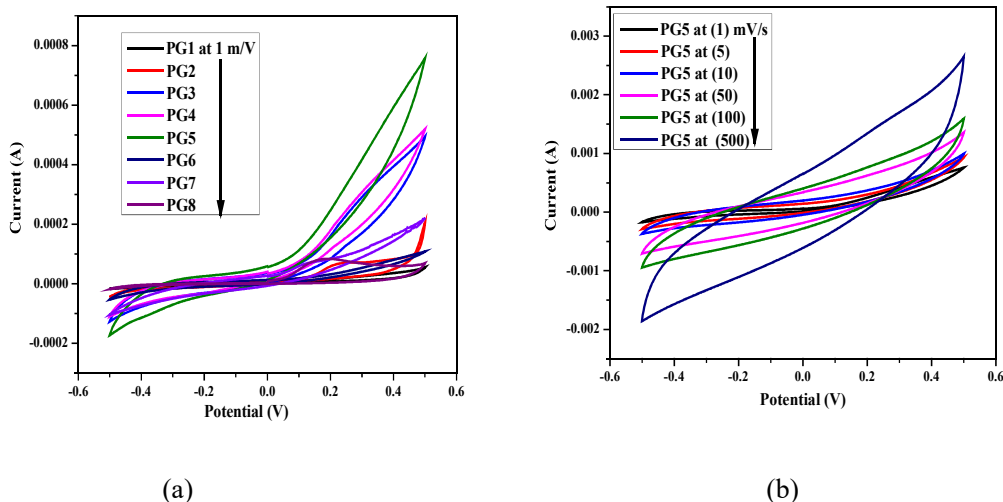 0.0008
0.0006
0.0004
0.0002
0.0000
-0.0002
Current (A)
PG1 at 1 m/V
PG2
PG3
PG4
PG5
PG6
PG7
PG8
-0.6 -0.4 -0.2 0.0 0.2 0.4 0.6
Potential (V)
(a)
0.003
0.002
0.001
0.000
-0.001
-0.002
Current (A)
PG5 at (1) mV/s
PG5 at (5)
PG5 at (10)
PG5 at (50)
PG5 at (100)
PG5 at (500)
-0.6 -0.4 -0.2 0.0 0.2 0.4 0.6
Potential (V)
(b)